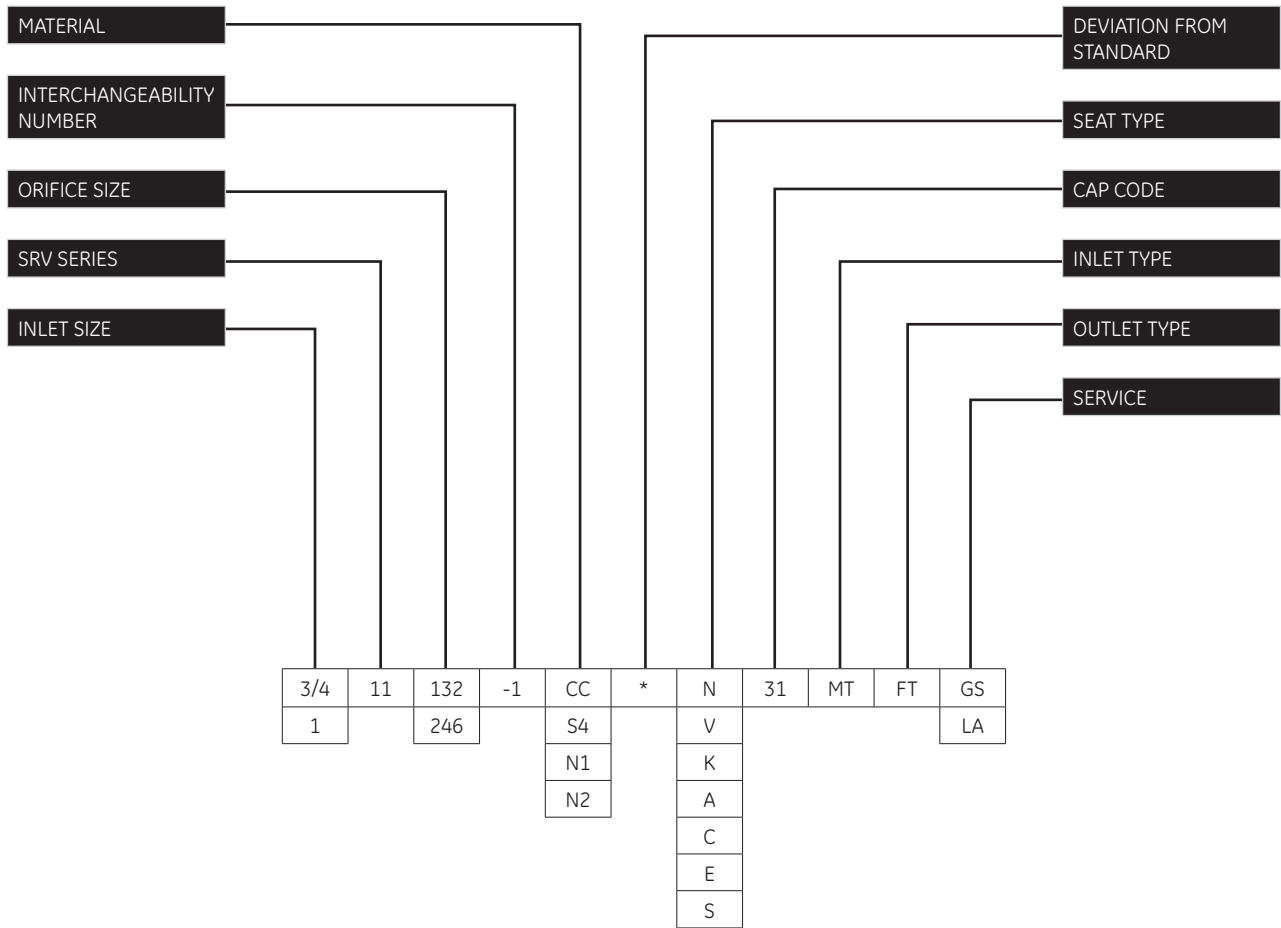 MATERIAL
INTERCHANGEABILITY
NUMBER
ORIFICE SIZE
SRV SERIES
INLET SIZE
DEVIATION FROM
STANDARD
SEAT TYPE
CAP CODE
INLET TYPE
OUTLET TYPE
SERVICE
3/4 11 132 -1 CC * N 31 MT FT GS
1 246 S4 V LA
N1 K
N2 A
C
E
S